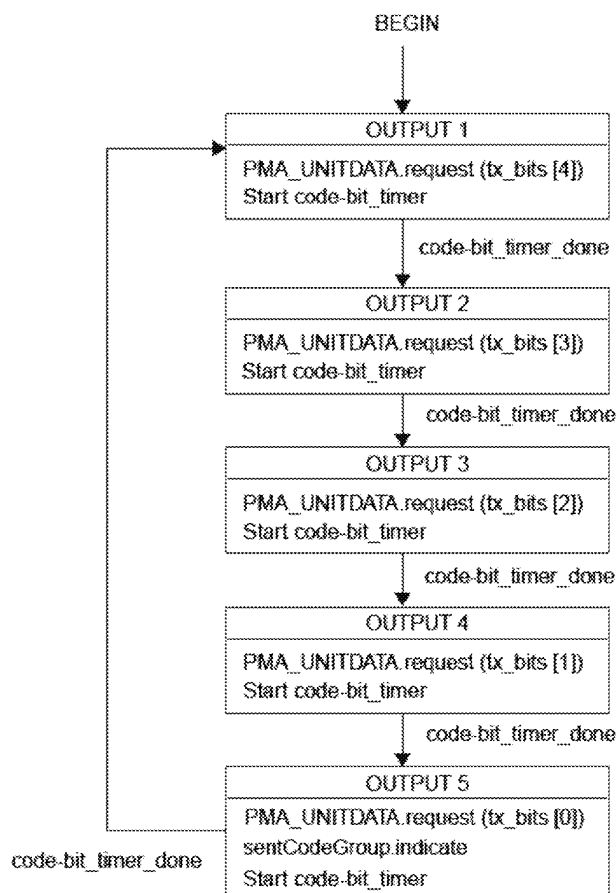 BEGIN
OUTPUT 1
PMA_UNITDATA.request (tx_bits [4])
Start code-bit_timer
code-bit_timer_done
OUTPUT 2
PMA_UNITDATA.request (tx_bits [3])
Start code-bit_timer
code-bit_timer_done
OUTPUT 3
PMA_UNITDATA.request (tx_bits [2])
Start code-bit_timer
code-bit_timer_done
OUTPUT 4
PMA_UNITDATA.request (tx_bits [1])
Start code-bit_timer
code-bit_timer_done
OUTPUT 5
PMA_UNITDATA.request (tx_bits [0])
sentCodeGroup.indicate
Start code-bit_timer
code-bit_timer_done